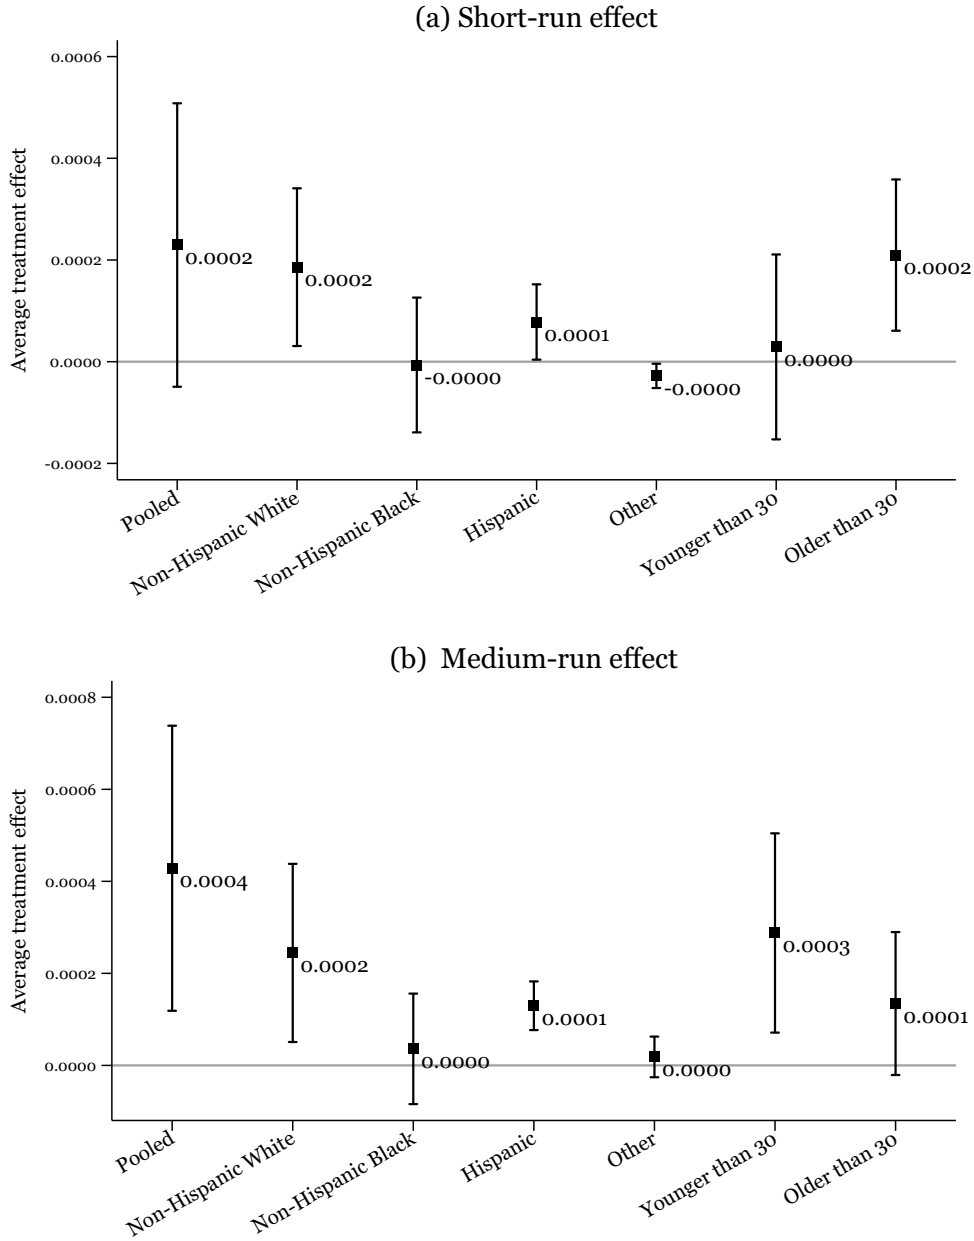 (a) Short-run effect
Average treatment effect
0.0006
0.0004
0.0002
0.0000
-0.0002
0.0002
0.0002
-0.0000
0.0001
-0.0000
0.0000
0.0002
Pooled
Non-Hispanic White
Non-Hispanic Black
Hispanic
Other
Younger than 30
Older than 30
(b) Medium-run effect
Average treatment effect
0.0008
0.0006
0.0004
0.0002
0.0000
0.0004
0.0002
0.0000
0.0001
0.0000
0.0003
0.0001
Pooled
Non-Hispanic White
Non-Hispanic Black
Hispanic
Other
Younger than 30
Older than 30